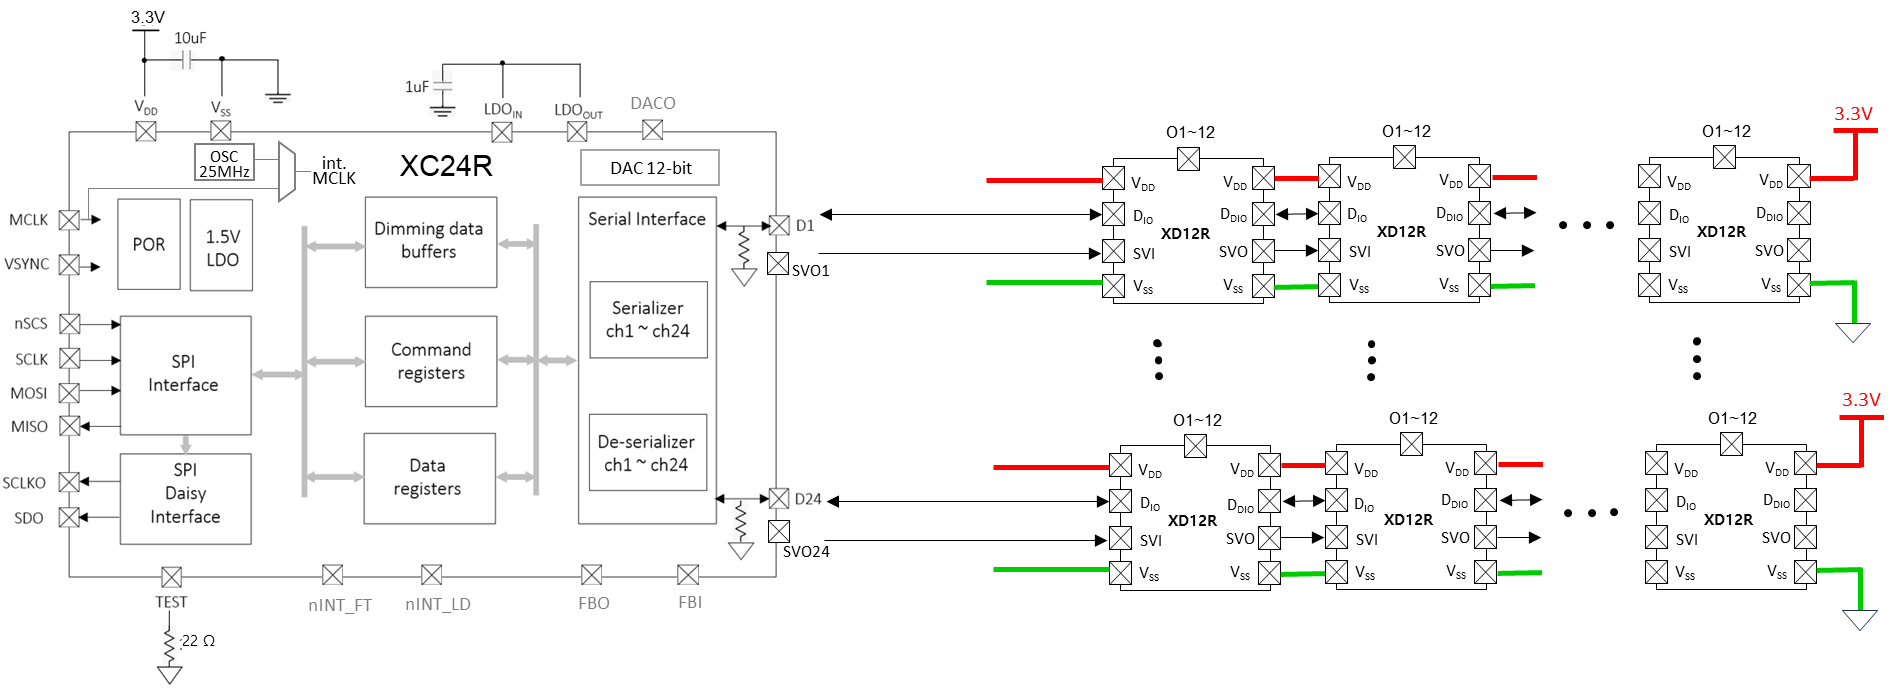 3.3V
10uF
1uF
VDD
VSS
LDOIN
LDOOUT
DACO
OSC
25MHz
int.
MCLK
XC24R
DAC 12-bit
MCLK
VSYNC
nSCS
SCLK
MOSI
MISO
SCLKO
SDO
POR
1.5V
LDO
SPI
Interface
SPI
Daisy
Interface
Dimming data
buffers
Command
registers
Data
registers
Serial Interface
Serializer
ch1 ~ ch24
De-serializer
ch1 ~ ch24
D1
SVO1
D24
SVO24
TEST
22 Ω
nINT_FT
nINT_LD
FBO
FBI
O1~12
VDD
DIO
SVI
VSS
XD12R
VDD
DDIO
SVO
VSS
O1~12
VDD
DIO
SVI
VSS
XD12R
VDD
DDIO
SVO
VSS
O1~12
VDD
DIO
SVI
VSS
XD12R
VDD
DDIO
SVO
VSS
3.3V
O1~12
VDD
DIO
SVI
VSS
XD12R
VDD
DDIO
SVO
VSS
O1~12
VDD
DIO
SVI
VSS
XD12R
VDD
DDIO
SVO
VSS
O1~12
VDD
DIO
SVI
VSS
XD12R
VDD
DDIO
SVO
VSS
3.3V